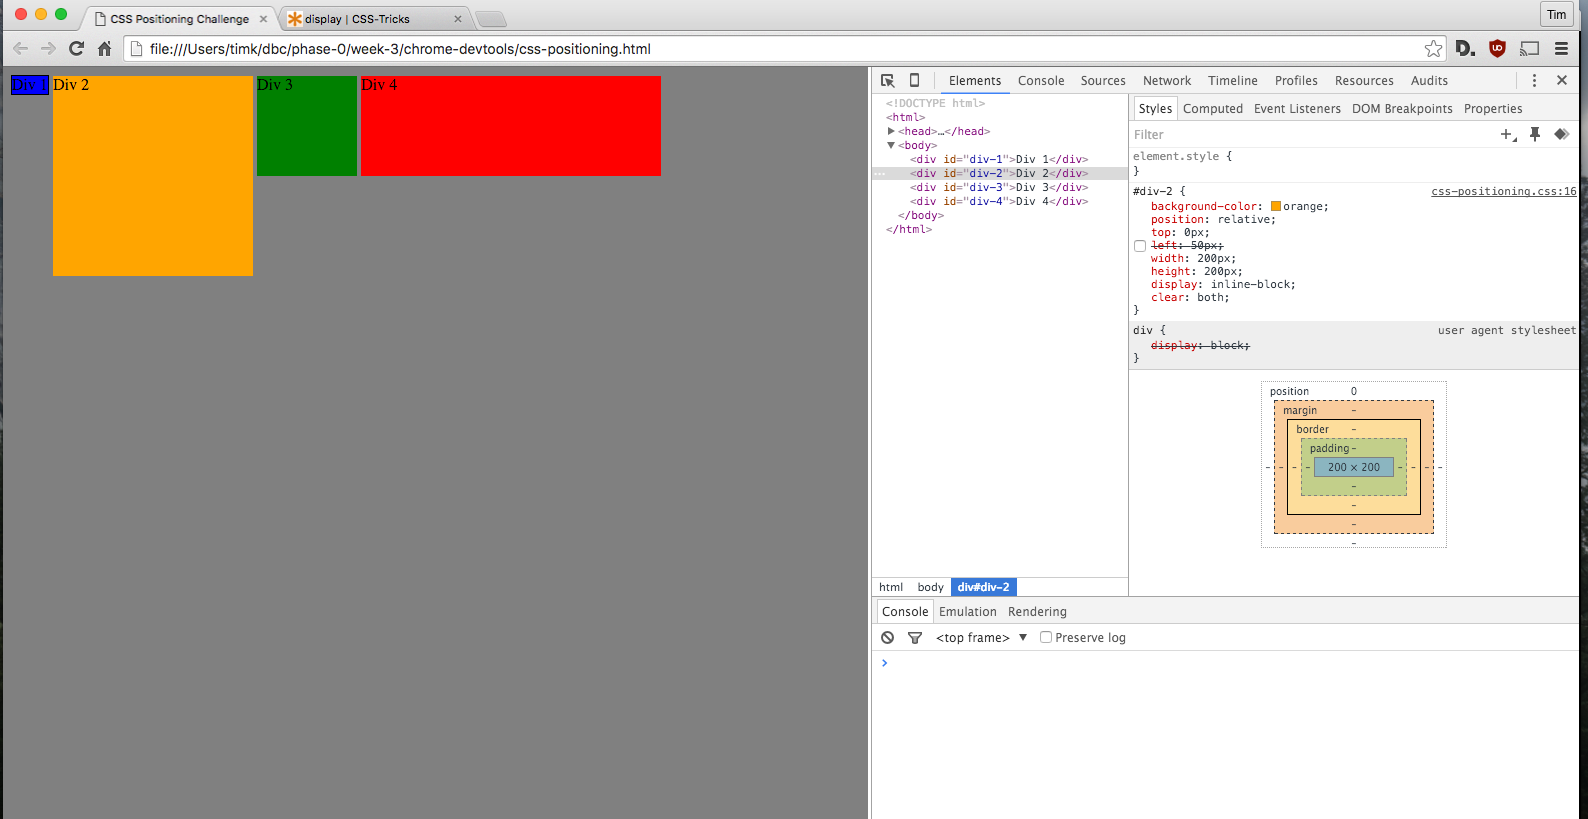 CSS Positioning Challenge
display | CSS-Tricks
Tim
file:///Users/timk/dbc/phase-0/week-3/chrome-devtools/css-positioning.html
D.
Div 1
Div 2
Div 3
Div 4
Elements Console Sources Network Timeline Profiles Resources Audits
<!DOCTYPE html>
<html>
<head>…</head>
<body>
<div id="div-1">Div 1</div>
<div id="div-2">Div 2</div>
<div id="div-3">Div 3</div>
<div id="div-4">Div 4</div>
</body>
</html>
html body div#div-2
Styles Computed Event Listeners DOM Breakpoints Properties
Filter
element.style {
}
#div-2 { css-positioning.css:16
background-color: orange;
position: relative;
top: 0px;
left: 50px;
width: 200px;
height: 200px;
display: inline-block;
clear: both;
}
div { user agent stylesheet
display: block;
}
position 0
margin -
border -
padding -
- - - - 200 × 200 - - - -
-
-
-
-
Console Emulation Rendering
<top frame> ▼ Preserve log
>